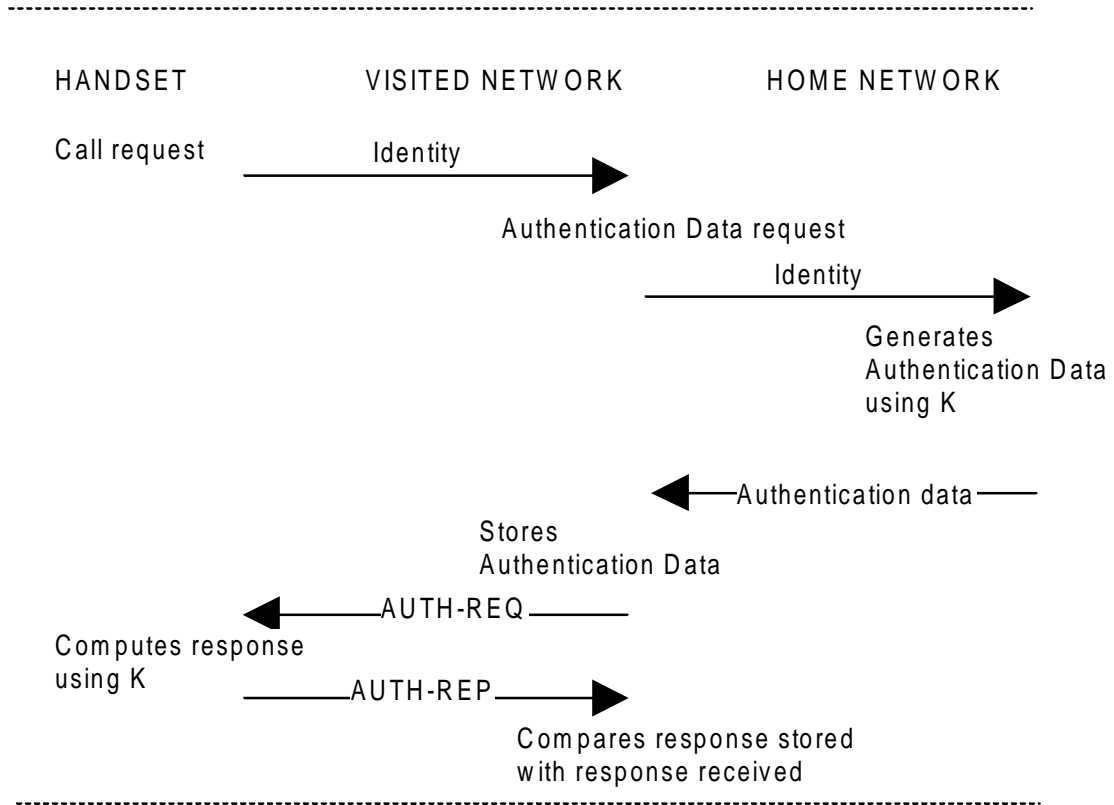 HANDSET VISITED NETWORK HOME NETWORK
Call request Identity
Authentication Data request
Identity
Generates
Authentication Data
using K
Authentication data
Stores
Authentication Data
AUTH-REQ
Computes response
using K
AUTH-REP
Compares response stored
with response received